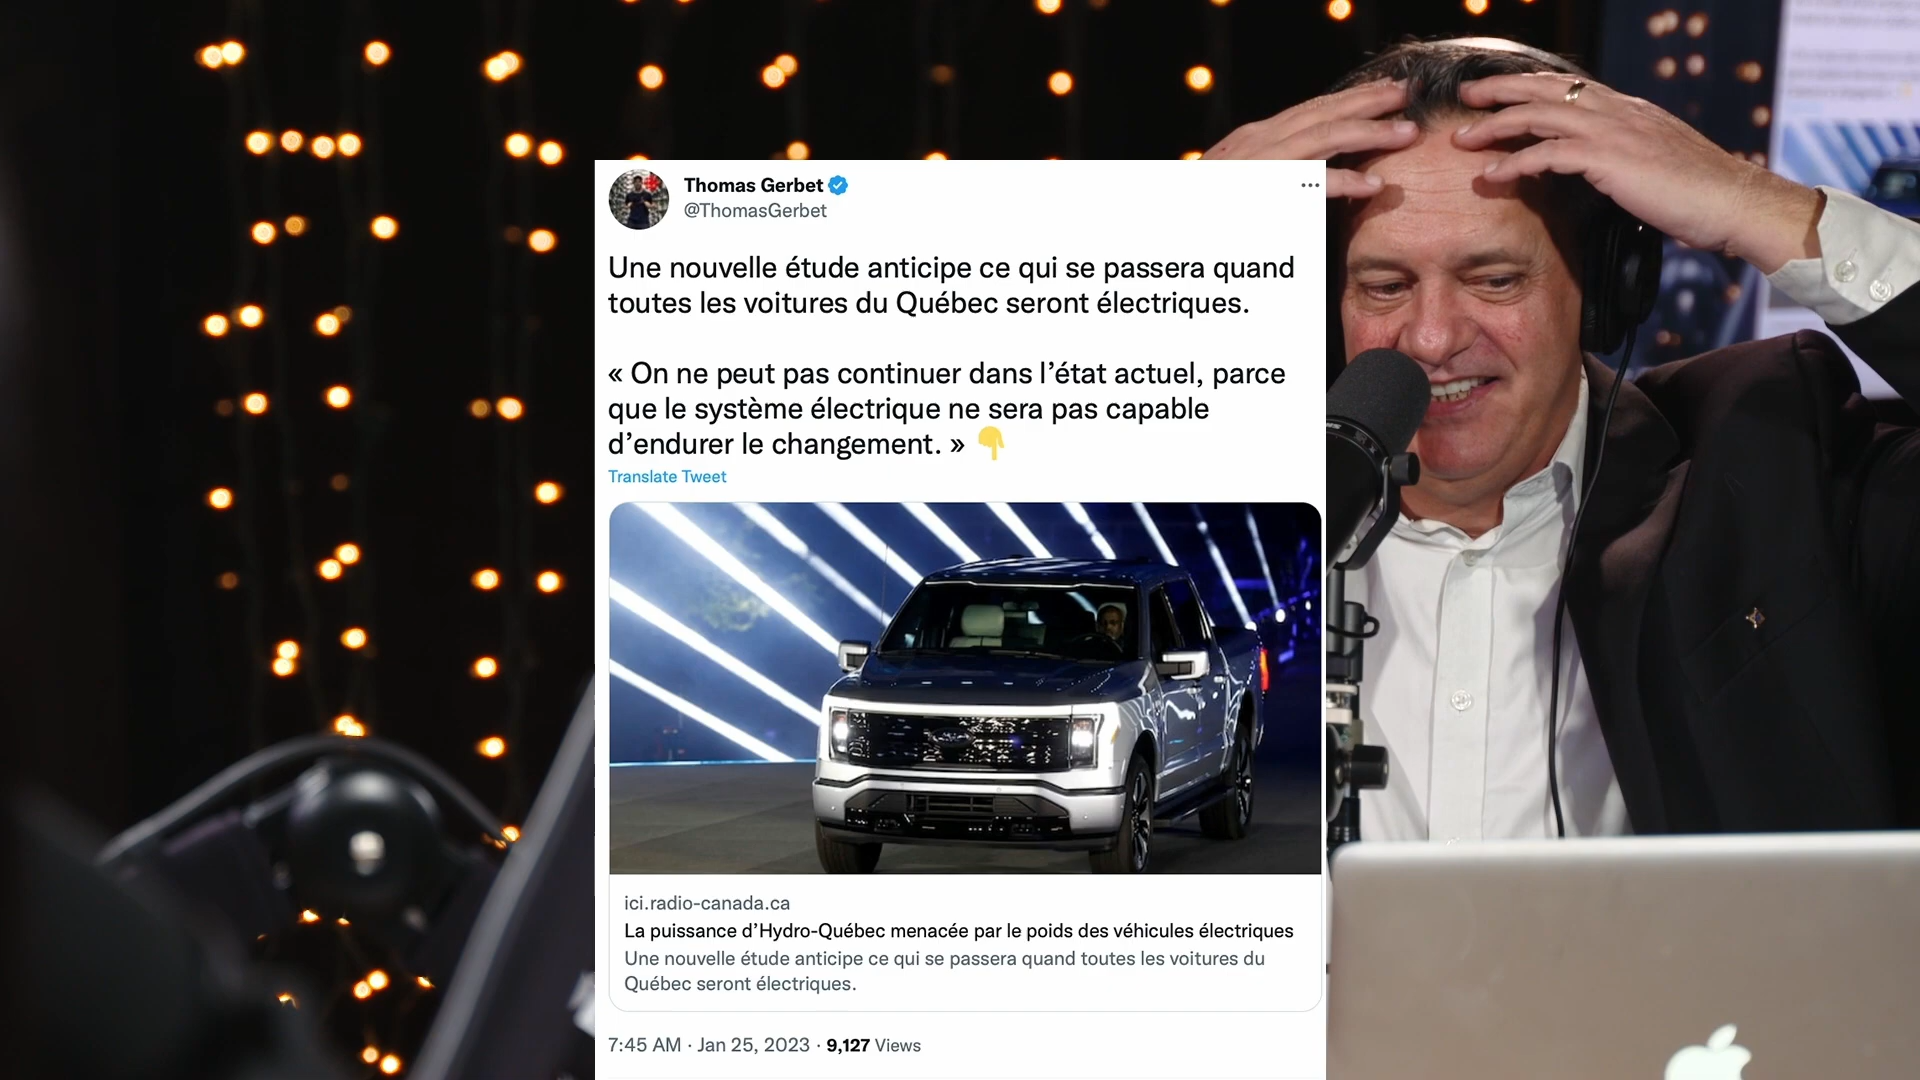 Thomas Gerbet
@ThomasGerbet
Une nouvelle étude anticipe ce qui se passera quand
toutes les voitures du Québec seront électriques.
« On ne peut pas continuer dans l’état actuel, parce
que le système électrique ne sera pas capable
d’endurer le changement. » 👇
Translate Tweet
ici.radio-canada.ca
La puissance d’Hydro-Québec menacée par le poids des véhicules électriques
Une nouvelle étude anticipe ce qui se passera quand toutes les voitures du
Québec seront électriques.
7:45 AM · Jan 25, 2023 · 9,127 Views